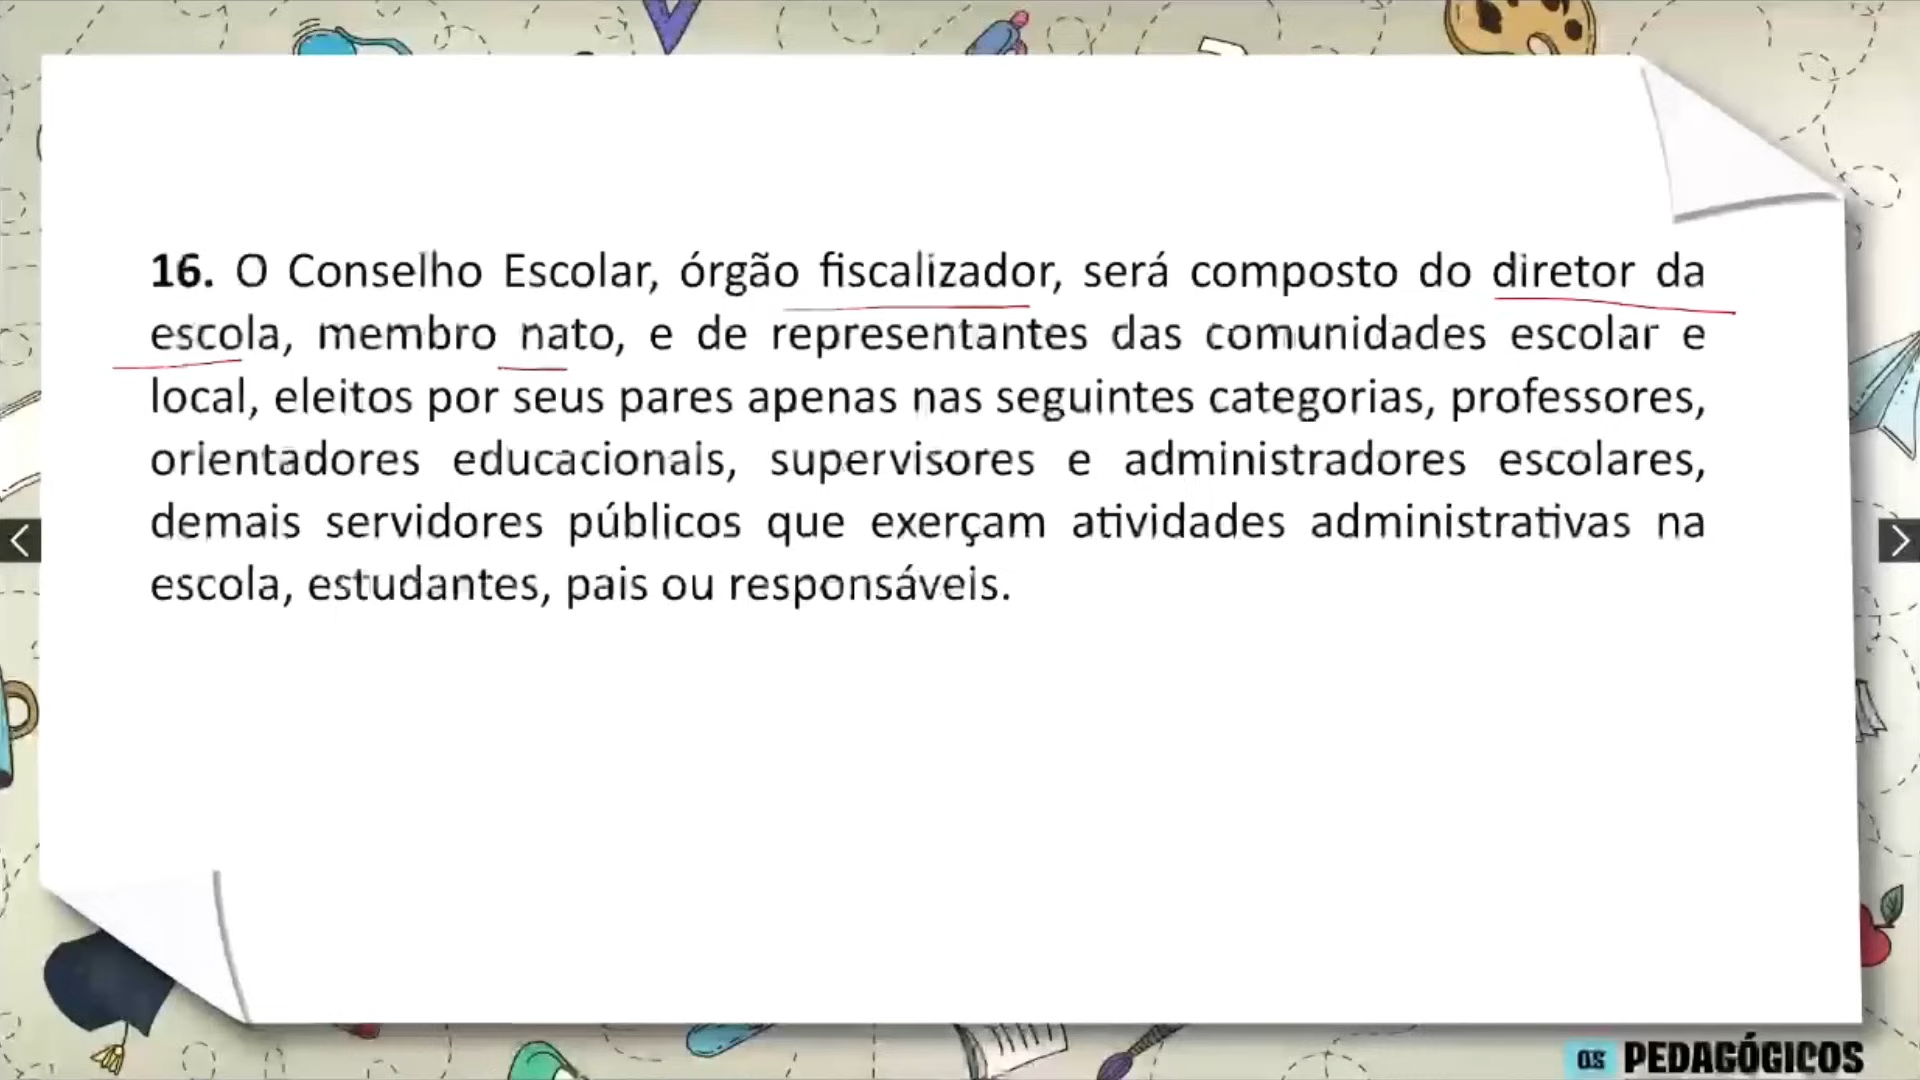 16. O Conselho Escolar, órgão fiscalizador, será composto do diretor da
escola, membro nato, e de representantes das comunidades escolar e
local, eleitos por seus pares apenas nas seguintes categorias, professores,
orientadores educacionais, supervisores e administradores escolares,
demais servidores públicos que exerçam atividades administrativas na
escola, estudantes, pais ou responsáveis.
OS PEDAGÓGICOS